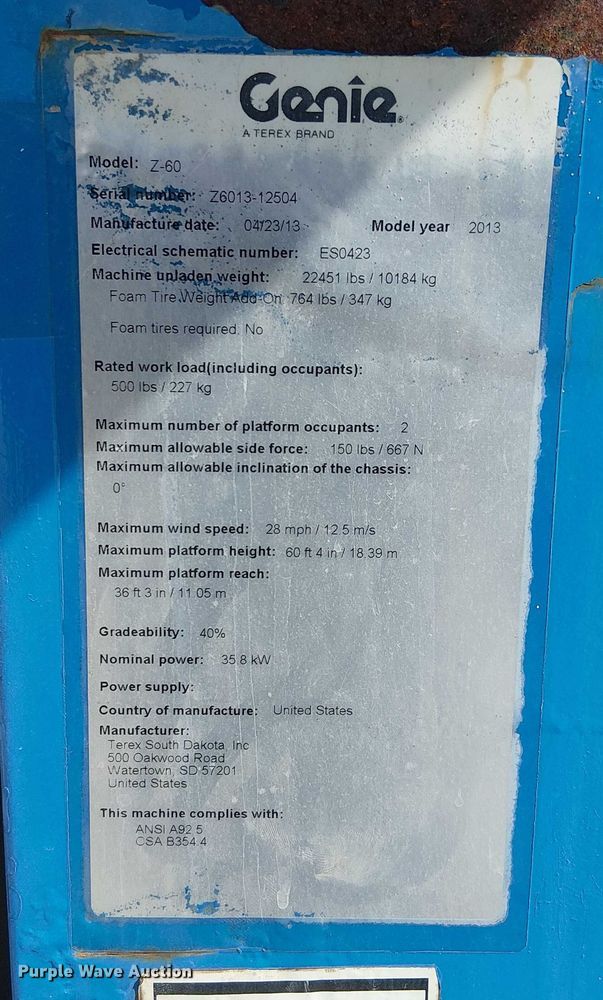 Genie
A TEREX BRAND
Model: Z-60
Serial number: Z6013-12504
Manufacture date: 04/23/13 Model year 2013
Electrical schematic number: ES0423
Machine unladen weight: 22451 lbs / 10184 kg
Foam Tire Weight Add-On 764 lbs / 347 kg
Foam tires required. No
Rated work load(including occupants):
500 lbs / 227 kg
Maximum number of platform occupants: 2
Maximum allowable side force: 150 lbs / 667 N
Maximum allowable inclination of the chassis:
0°
Maximum wind speed: 28 mph / 12.5 m/s
Maximum platform height: 60 ft 4 in / 18.39 m
Maximum platform reach:
36 ft 3 in / 11.05 m
Gradeability: 40%
Nominal power: 35.8 kW
Power supply:
Country of manufacture: United States
Manufacturer:
Terex South Dakota, Inc
500 Oakwood Road
Watertown, SD 57201
United States
This machine complies with:
ANSI A92.5
CSA B354.4
Purple Wave Auction